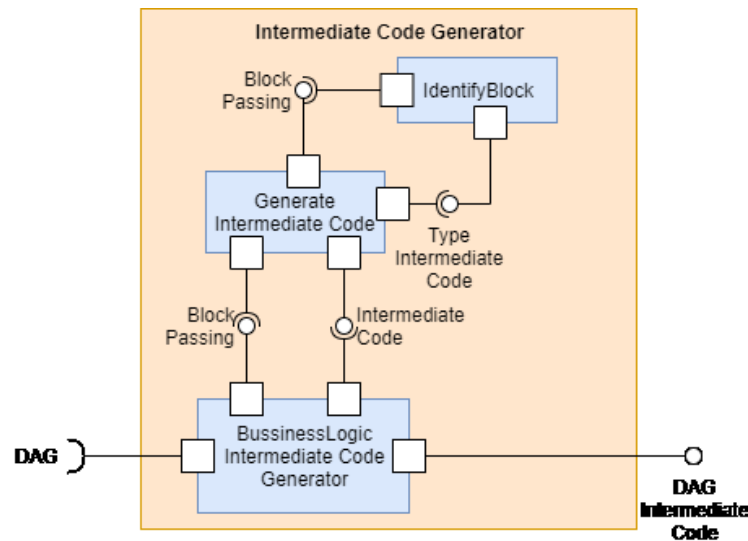 Intermediate Code Generator
Block
Passing
IdentifyBlock
Generate
Intermediate Code
Type
Intermediate
Code
Block
Passing
Intermediate
Code
BussinessLogic
Intermediate Code
Generator
DAG
DAG
Intermediate
Code